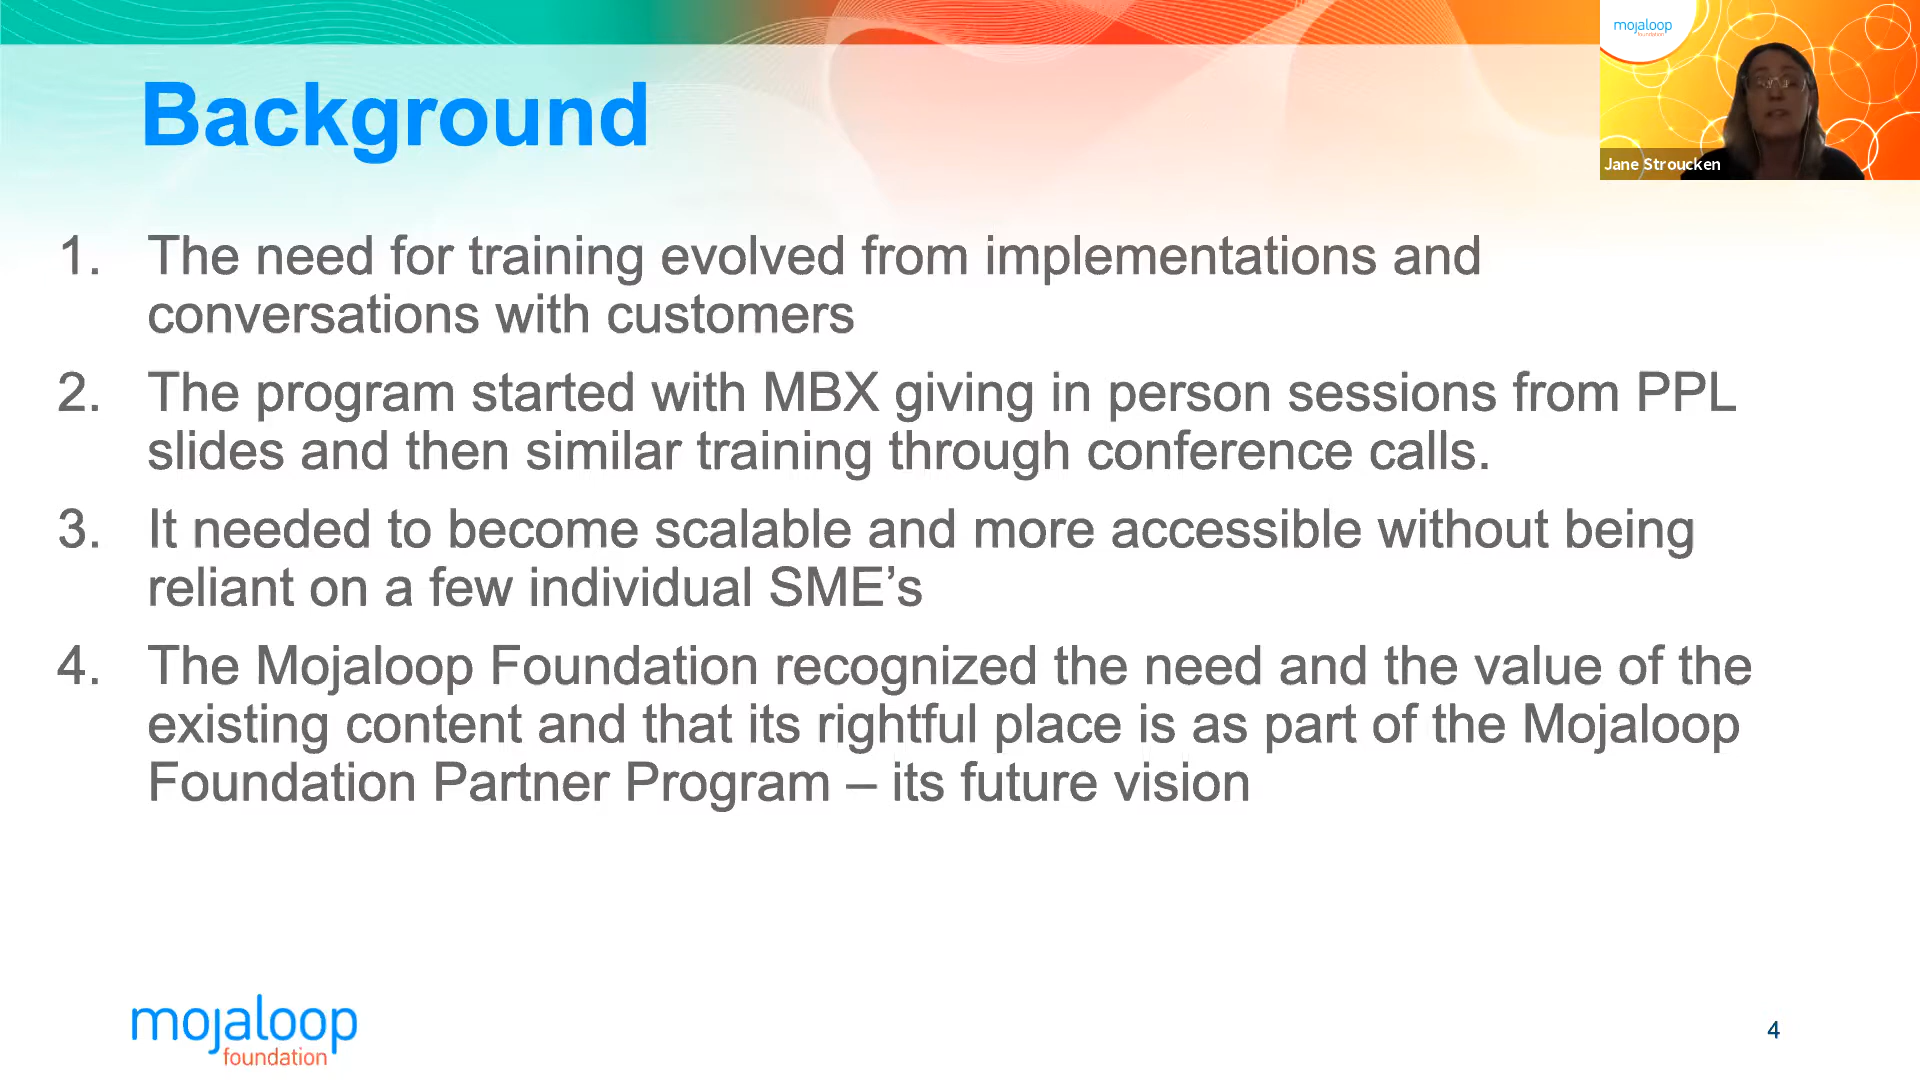 mojaloop
foundation
Jane Stroucken
Background
1. The need for training evolved from implementations and
conversations with customers
2. The program started with MBX giving in person sessions from PPL
slides and then similar training through conference calls.
3. It needed to become scalable and more accessible without being
reliant on a few individual SME’s
4. The Mojaloop Foundation recognized the need and the value of the
existing content and that its rightful place is as part of the Mojaloop
Foundation Partner Program – its future vision
mojaloop
foundation
4